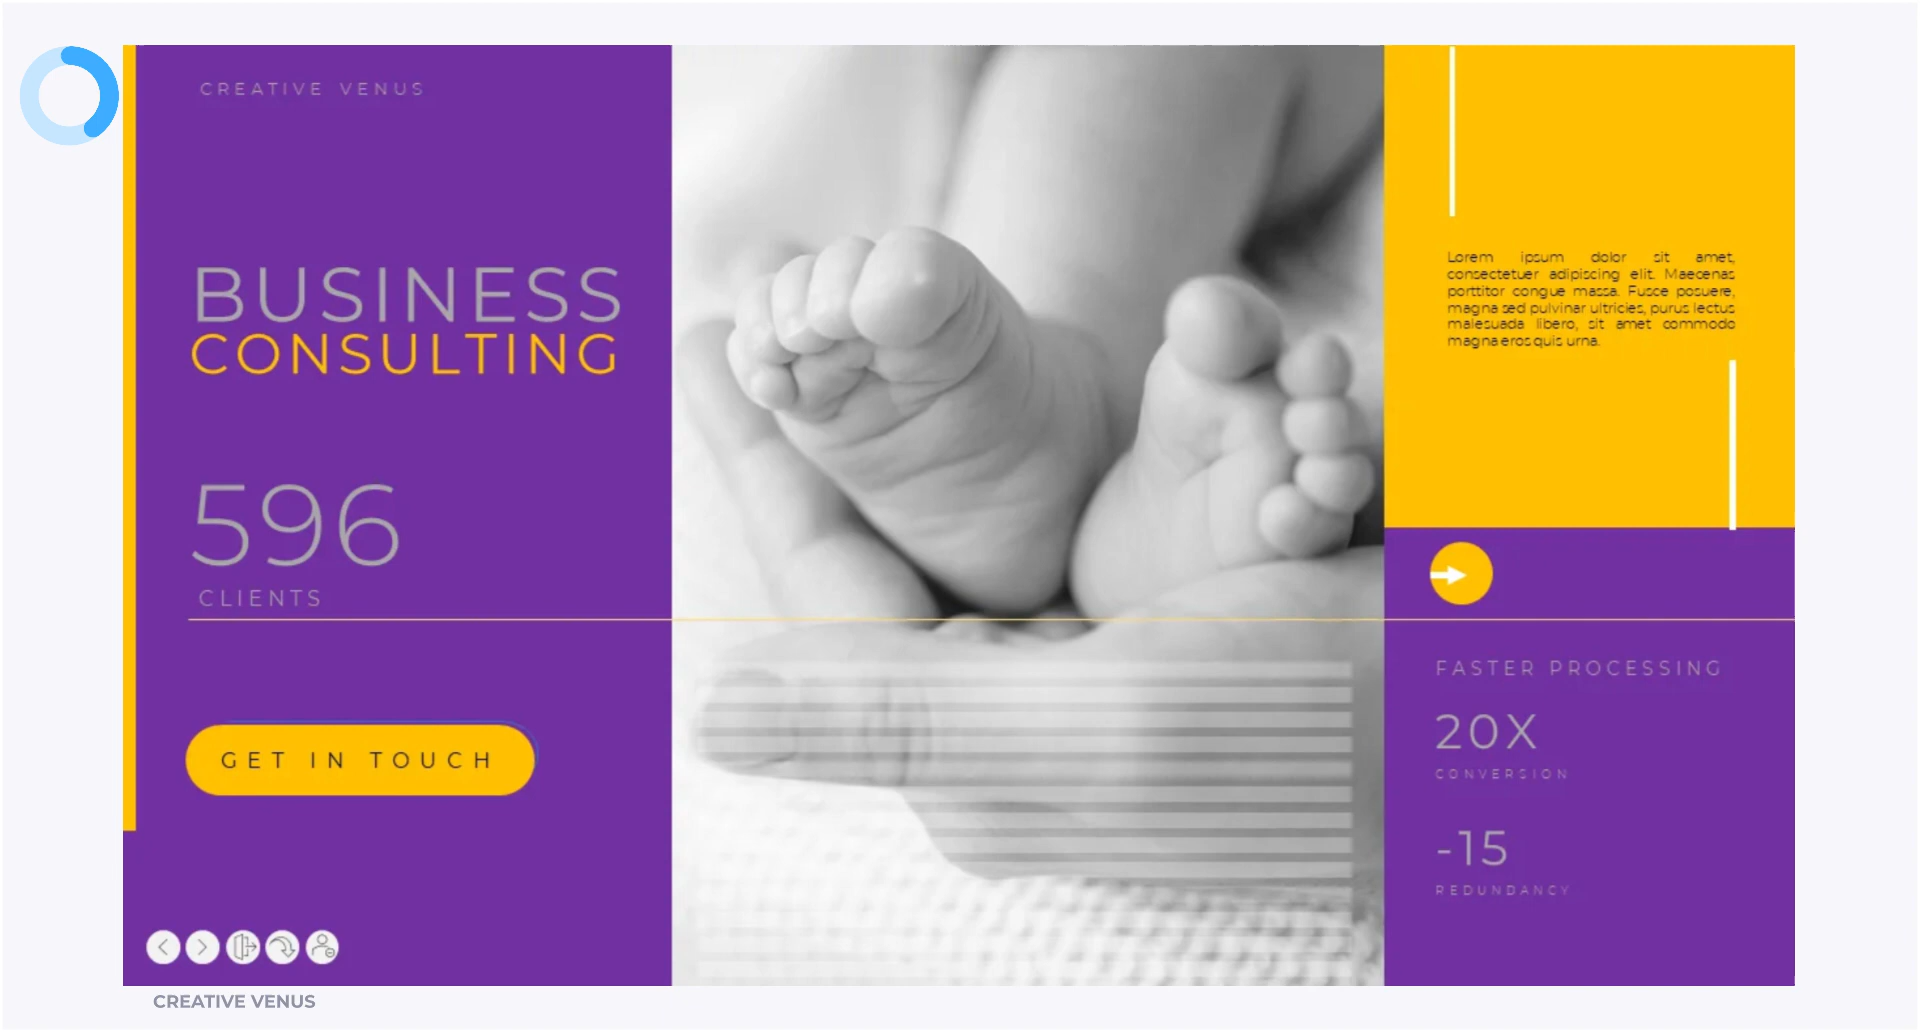 CREATIVE VENUS
BUSINESS
CONSULTING
596
CLIENTS
GET IN TOUCH
Lorem ipsum dolor sit amet,
consectetuer adipiscing elit. Maecenas
porttitor congue massa. Fusce posuere,
magna sed pulvinar ultricies, purus lectus
malesuada libero, sit amet commodo
magna eros quis urna.
FASTER PROCESSING
20X
CONVERSION
-15
REDUNDANCY
CREATIVE VENUS